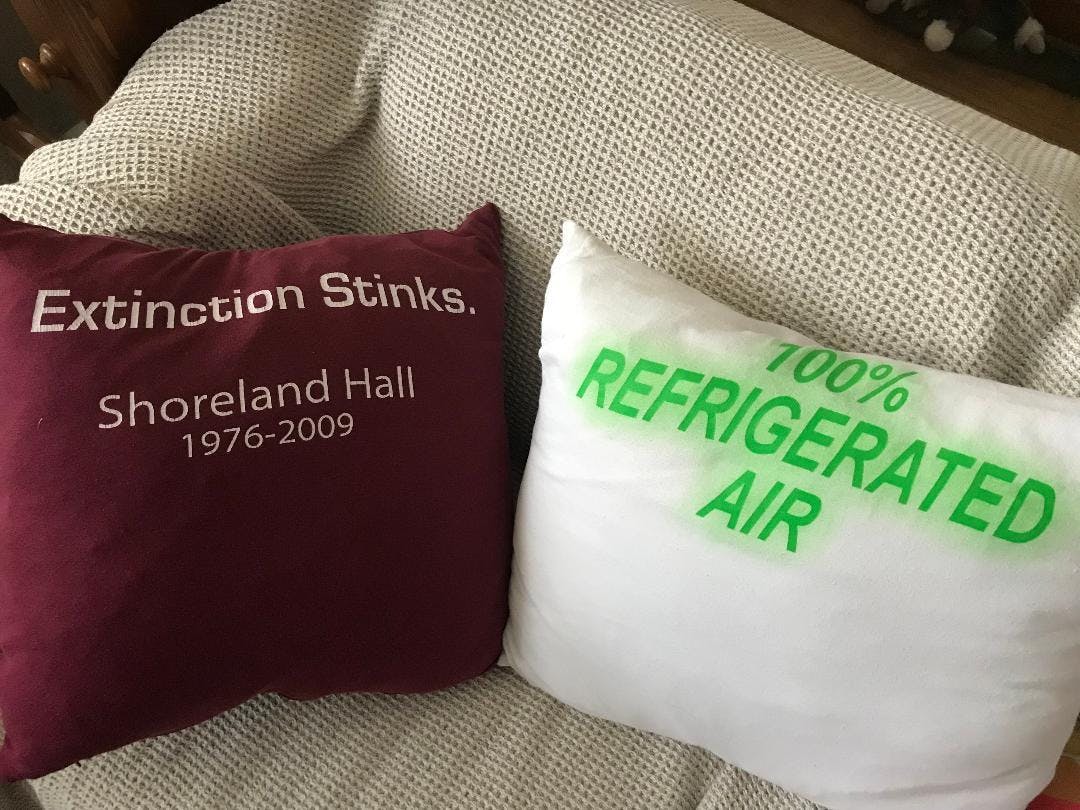 Extinction Stinks.
Shoreland Hall
1976-2009
100%
REFRIGERATED
AIR